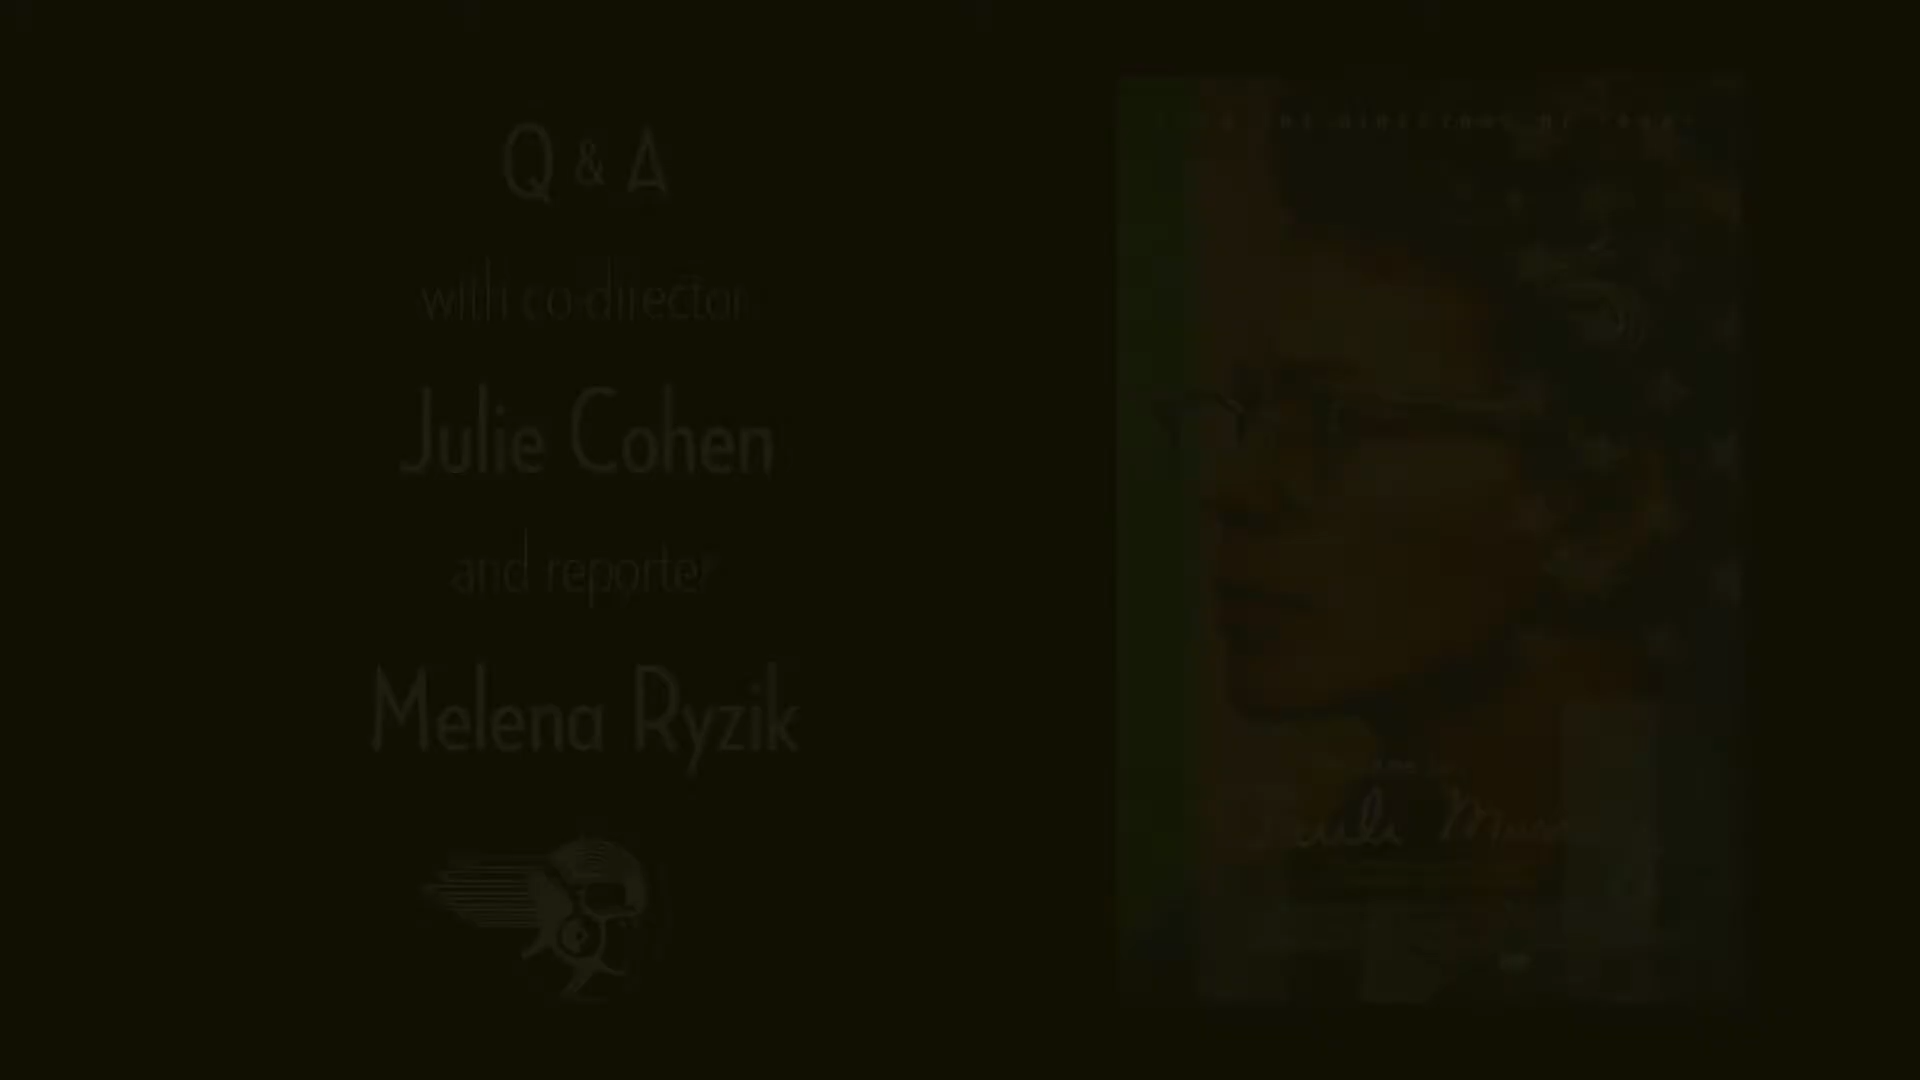 Q & A
with co-director
Julie Cohen
and reporter
Melena Ryzik